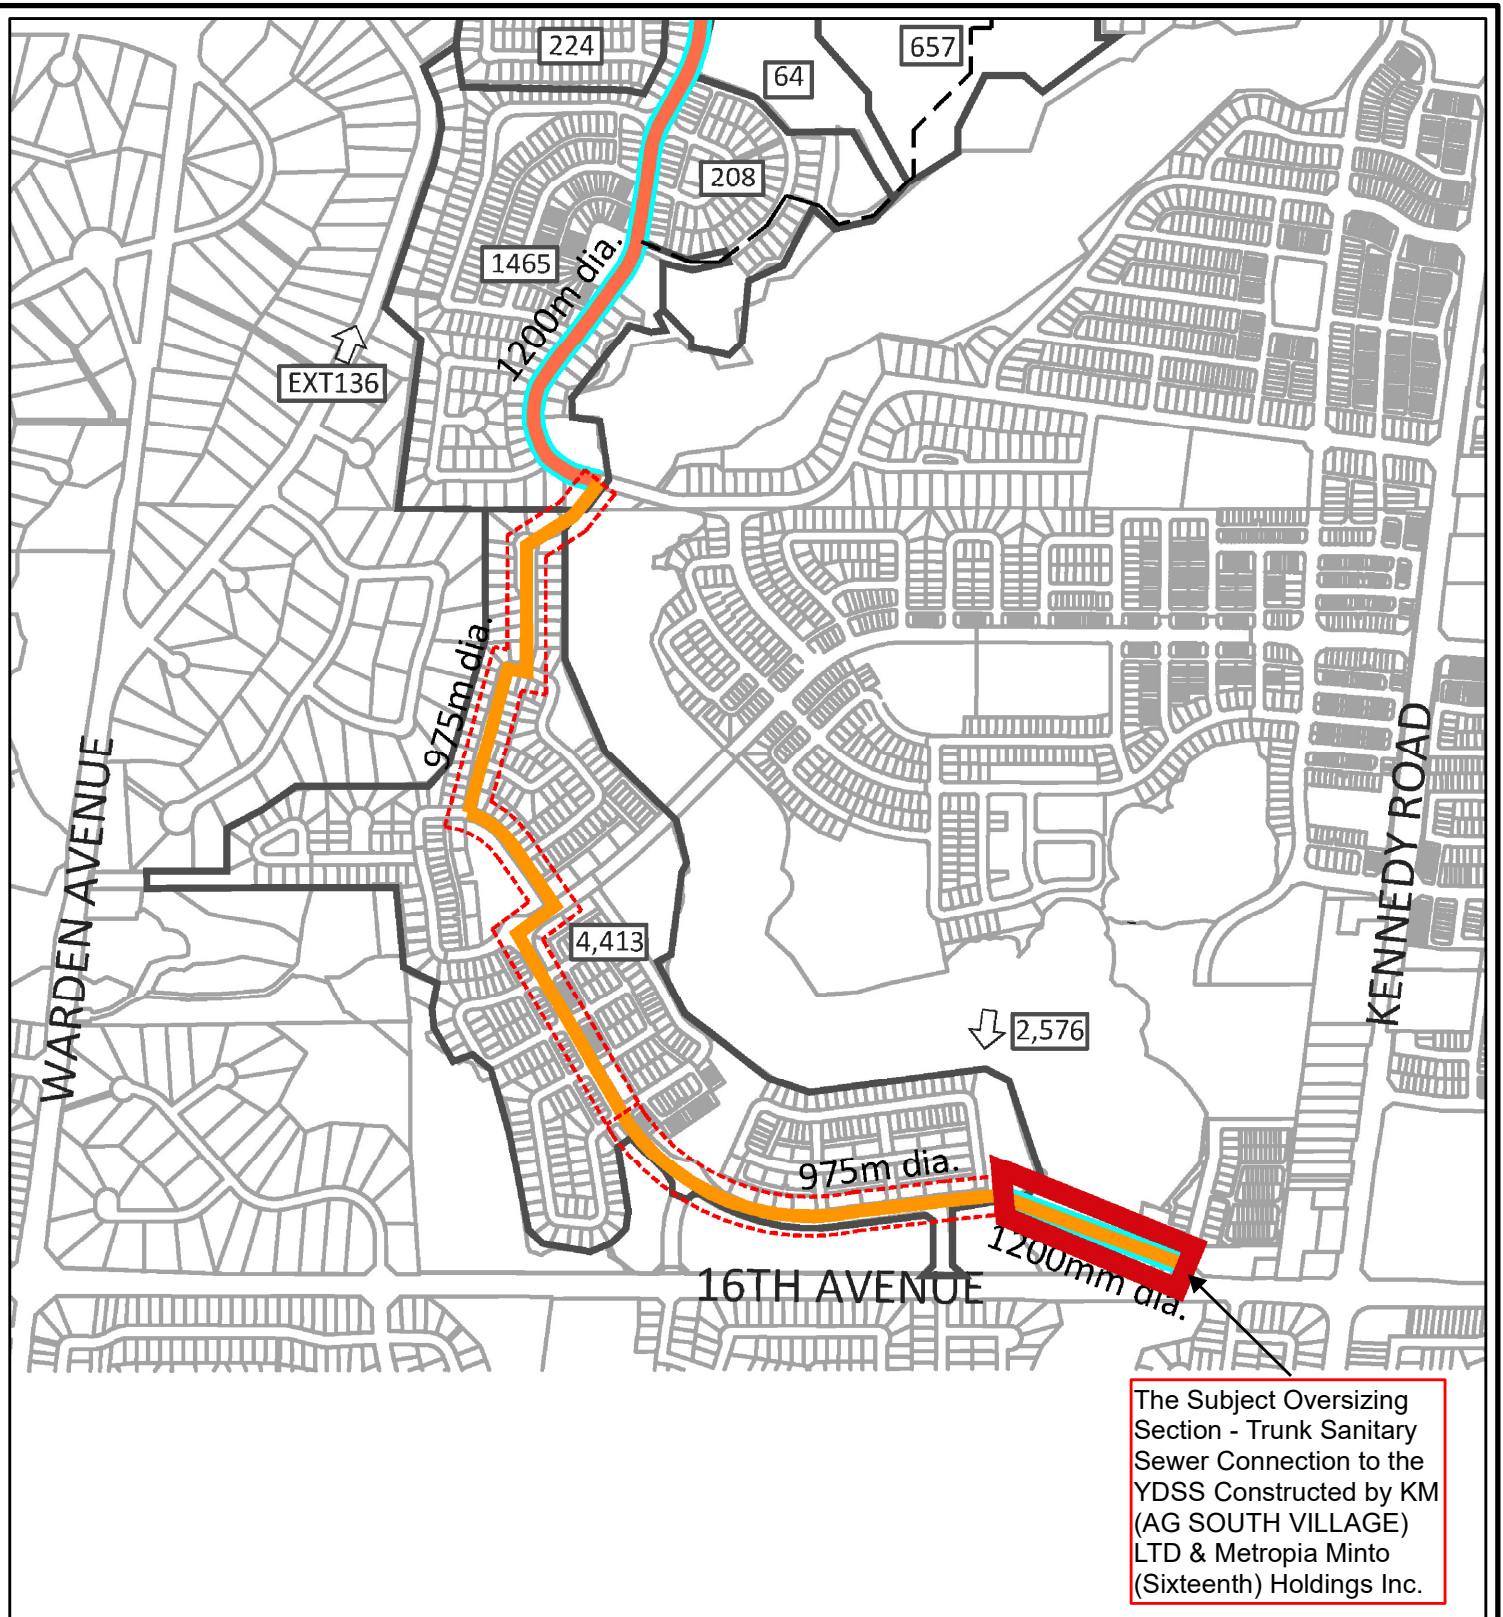 224
657
64
208
1465
1200m dia.
EXT136
975m dia.
WARDEN AVENUE
KENNEDY ROAD
4,413
2,576
975m dia.
1200mm dia.
16TH AVENUE
The Subject Oversizing
Section - Trunk Sanitary
Sewer Connection to the
YDSS Constructed by KM
(AG SOUTH VILLAGE)
LTD & Metropia Minto
(Sixteenth) Holdings Inc.